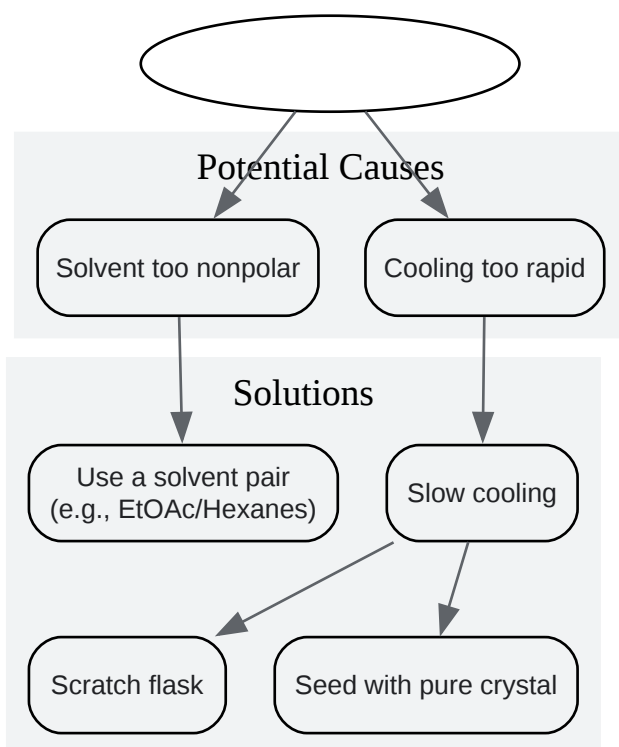 Potential Causes
Solvent too nonpolar
Cooling too rapid
Solutions
Use a solvent pair
(e.g., EtOAc/Hexanes)
Slow cooling
Scratch flask
Seed with pure crystal